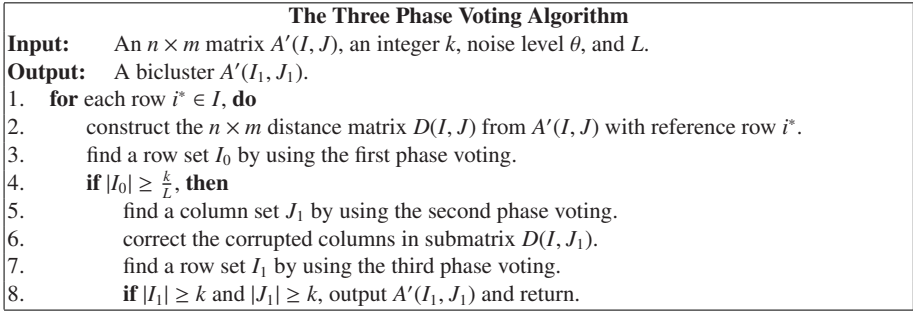 The Three Phase Voting Algorithm
Input: An n × m matrix A′(I, J), an integer k, noise level θ, and L.
Output: A bicluster A′(I₁, J₁).
1. for each row i* ∈ I, do
2. construct the n × m distance matrix D(I, J) from A′(I, J) with reference row i*.
3. find a row set I₀ by using the first phase voting.
4. if |I₀| ≥ k/L, then
5. find a column set J₁ by using the second phase voting.
6. correct the corrupted columns in submatrix D(I, J₁).
7. find a row set I₁ by using the third phase voting.
8. if |I₁| ≥ k and |J₁| ≥ k, output A′(I₁, J₁) and return.